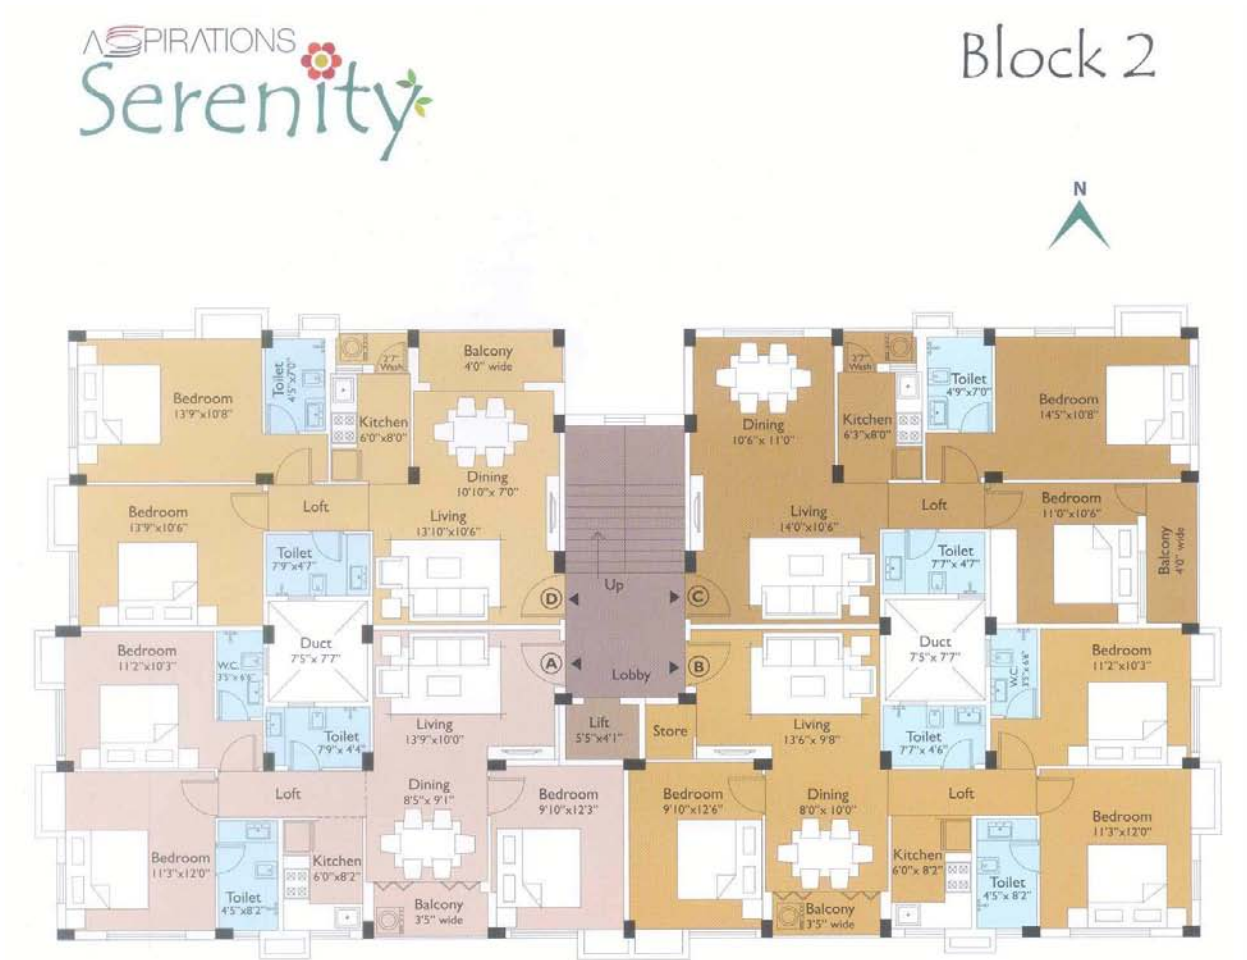 ASPIRATIONS
Serenity
Block 2
N
Balcony
4'0" wide
Toilet
4'5"x7'0"
2'7"
Wash
Bedroom
13'9"x10'8"
Kitchen
6'0"x8'0"
Dining
10'10"x 7'0"
Bedroom
13'9"x10'6"
Loft
Living
13'10"x10'6"
Toilet
7'9"x4'7"
D
Duct
7'5"x 7'7"
Up
Lobby
2'7"
Wash
Toilet
4'9"x7'0"
Bedroom
14'5"x10'8"
Dining
10'6"x 11'0"
Kitchen
6'3"x8'0"
Living
14'0"x10'6"
Loft
Bedroom
11'0"x10'6"
Balcony
4'0" wide
Toilet
7'7"x 4'7"
C
Duct
7'5"x 7'7"
Bedroom
11'2"x10'3"
W.C.
3'5"x6'6"
A
Living
13'9"x10'0"
Toilet
7'9"x 4'4"
Lift
5'5"x4'1"
Store
Loft
Dining
8'5"x 9'1"
Bedroom
9'10"x12'3"
Bedroom
11'3"x12'0"
Kitchen
6'0"x8'2"
Toilet
4'5"x8'2"
Balcony
3'5" wide
B
W.C.
3'5"x 6'6"
Bedroom
11'2"x10'3"
Living
13'6"x 9'8"
Toilet
7'7"x 4'6"
Bedroom
9'10"x12'6"
Dining
8'0"x 10'0"
Loft
Bedroom
11'3"x12'0"
Kitchen
6'0"x 8'2"
Toilet
4'5"x 8'2"
Balcony
3'5" wide